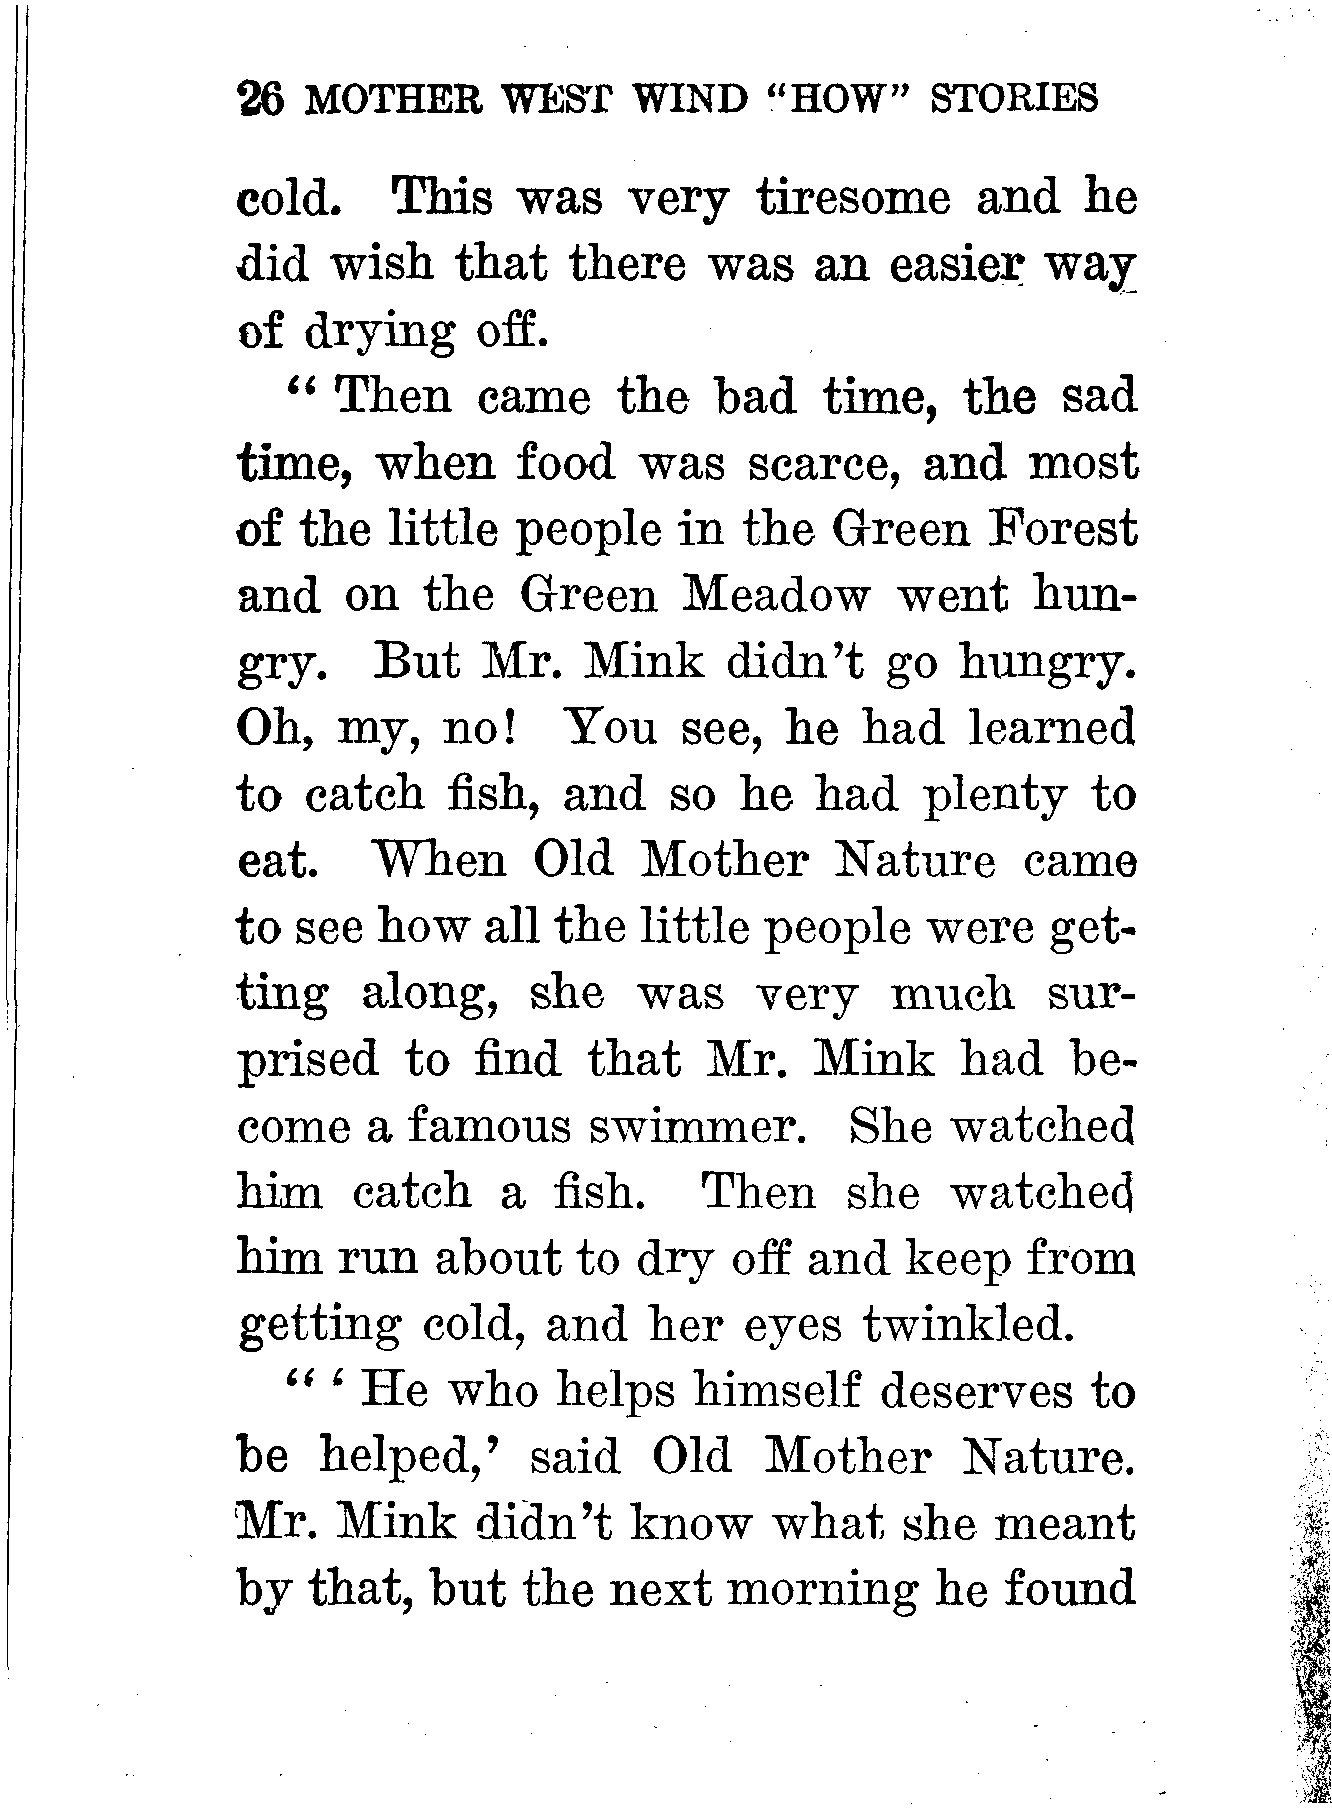 26 MOTHER WEST WIND "HOW" STORIES
cold. This was very tiresome and he
did wish that there was an easier way
of drying off.
“ Then came the bad time, the sad
time, when food was scarce, and most
of the little people in the Green Forest
and on the Green Meadow went hun-
gry. But Mr. Mink didn’t go hungry.
Oh, my, no! You see, he had learned
to catch fish, and so he had plenty to
eat. When Old Mother Nature came
to see how all the little people were get-
ting along, she was very much sur-
prised to find that Mr. Mink had be-
come a famous swimmer. She watched
him catch a fish. Then she watched
him run about to dry off and keep from
getting cold, and her eyes twinkled.
“ ‘ He who helps himself deserves to
be helped,’ said Old Mother Nature.
Mr. Mink didn’t know what she meant
by that, but the next morning he found